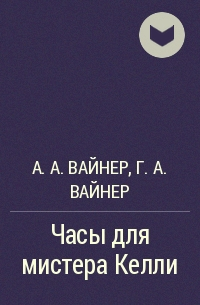 А. А. ВАЙНЕР, Г. А.
ВАЙНЕР
Часы для
мистера Келли